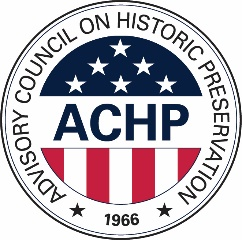 ADVISORY COUNCIL ON HISTORIC PRESERVATION
ACHP
1966